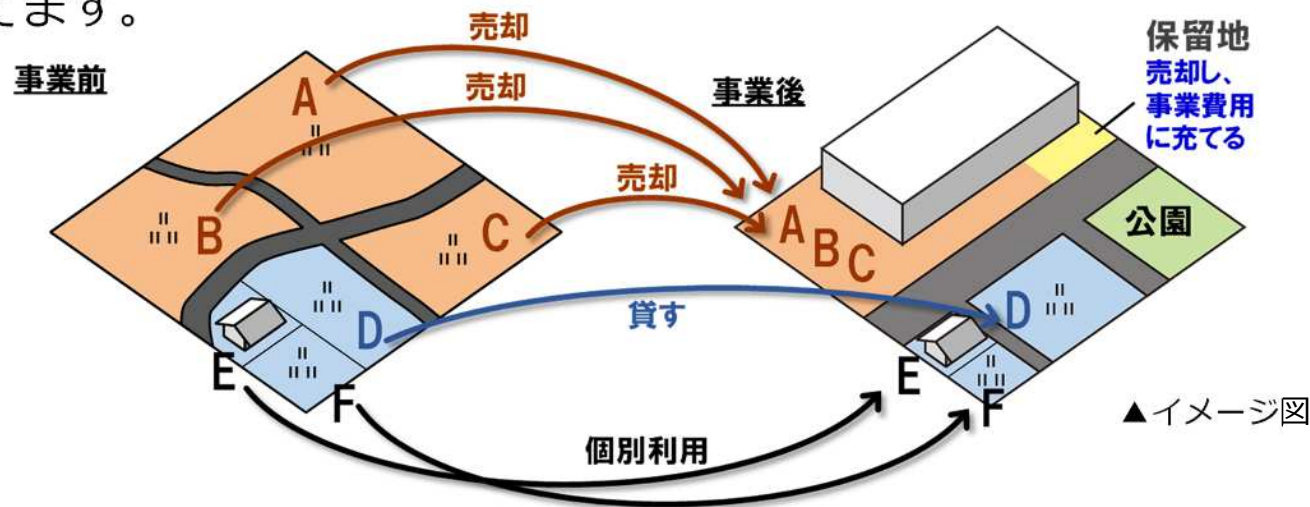 てます。
事業前
売却
売却
売却
A
B
C
D
E
F
貸す
個別利用
事業後
保留地
売却し、
事業費用
に充てる
公園
A
B
C
D
E
F
▲イメージ図